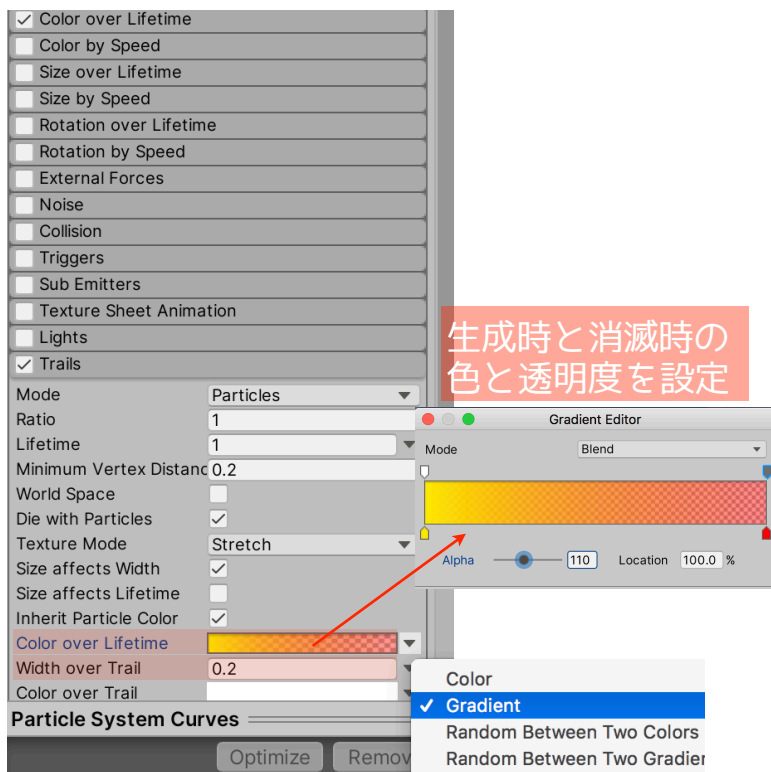 Color over Lifetime
Color by Speed
Size over Lifetime
Size by Speed
Rotation over Lifetime
Rotation by Speed
External Forces
Noise
Collision
Triggers
Sub Emitters
Texture Sheet Animation
Lights
Trails
Mode Particles
Ratio 1
Lifetime 1
Minimum Vertex Distanc 0.2
World Space
Die with Particles
Texture Mode Stretch
Size affects Width
Size affects Lifetime
Inherit Particle Color
Color over Lifetime
Width over Trail 0.2
Color over Trail
Particle System Curves
Optimize Remov
生成時と消滅時の
色と透明度を設定
Gradient Editor
Mode Blend
Alpha 110 Location 100.0 %
Color
Gradient
Random Between Two Colors
Random Between Two Gradier